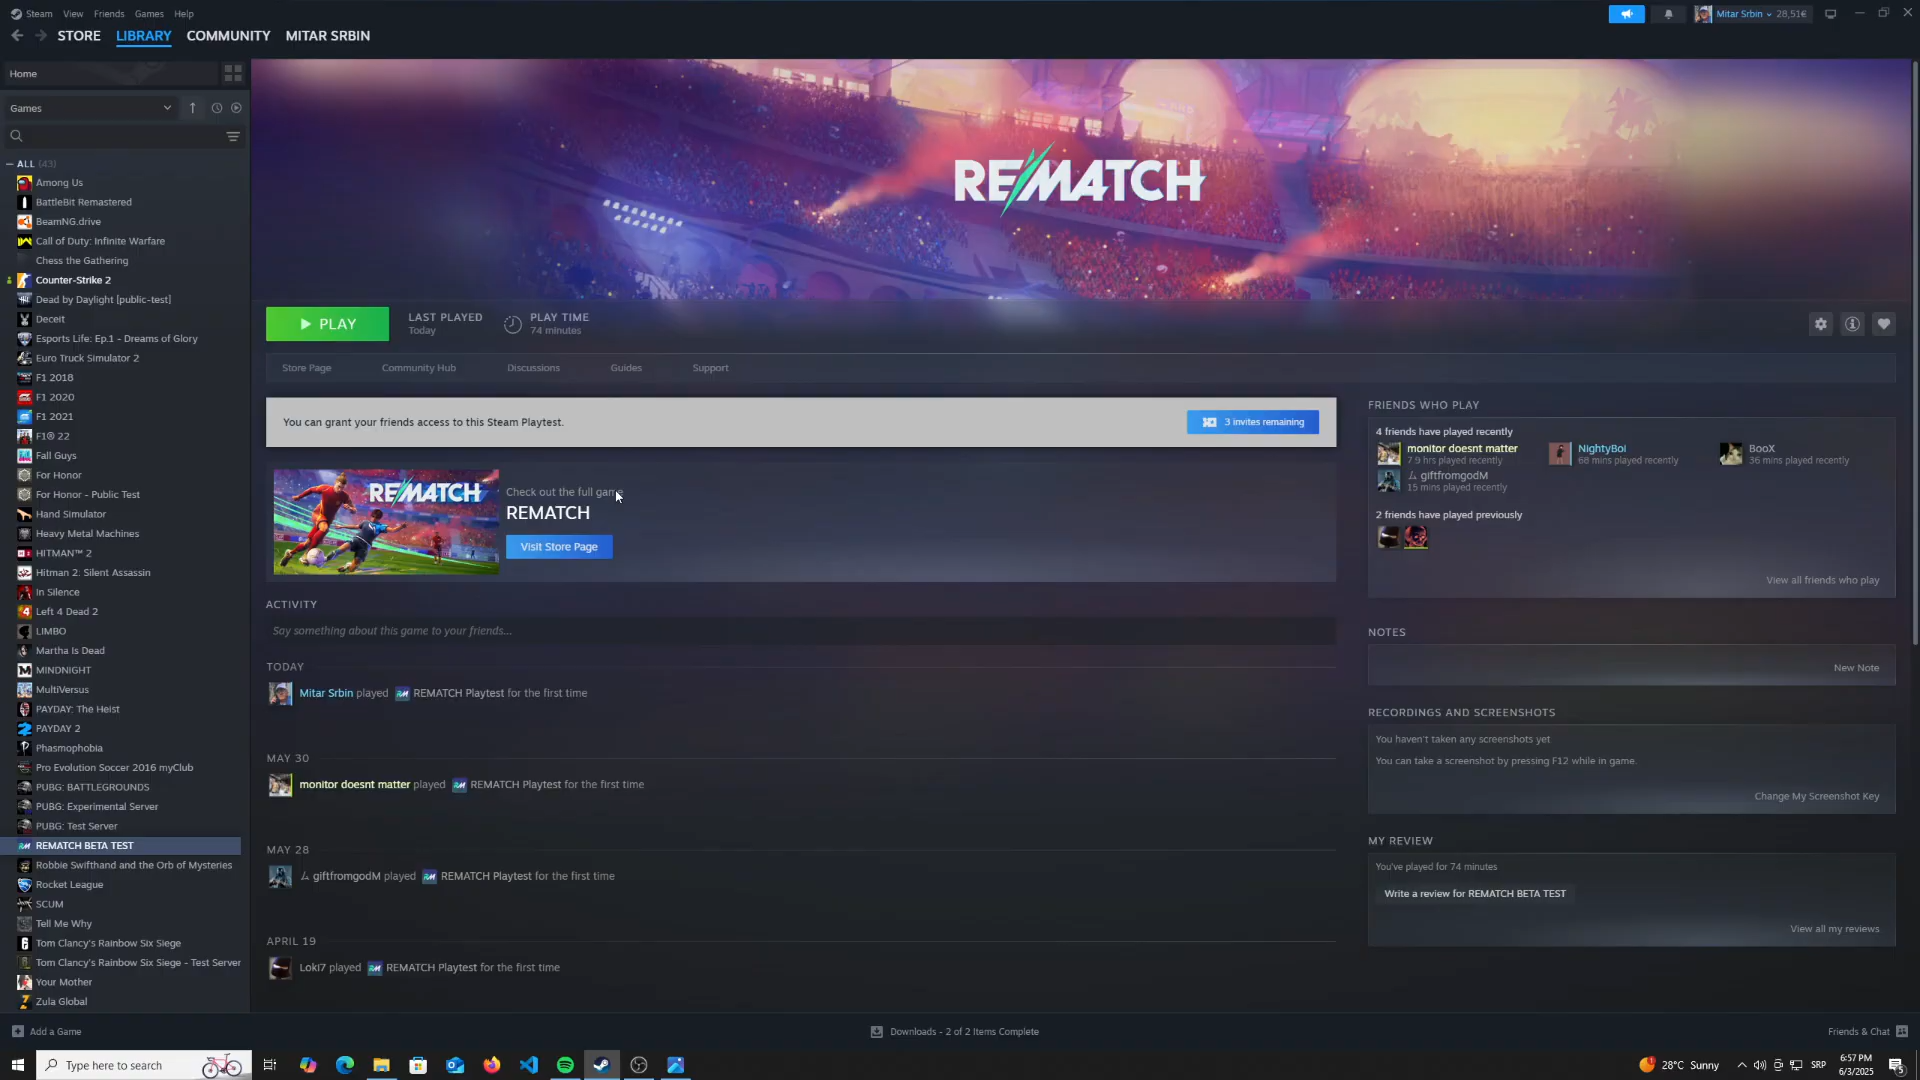 Steam View Friends Games Help
Mitar Srbin 28,51€
STORE LIBRARY COMMUNITY MITAR SRBIN
Home
Games
ALL (43)
Among Us
BattleBit Remastered
BeamNG.drive
Call of Duty: Infinite Warfare
Chess the Gathering
Counter-Strike 2
Dead by Daylight [public-test]
Deceit
Esports Life: Ep.1 - Dreams of Glory
Euro Truck Simulator 2
F1 2018
F1 2020
F1 2021
F1® 22
Fall Guys
For Honor
For Honor - Public Test
Hand Simulator
Heavy Metal Machines
HITMAN™ 2
Hitman 2: Silent Assassin
In Silence
Left 4 Dead 2
LIMBO
Martha Is Dead
MINDNIGHT
MultiVersus
PAYDAY: The Heist
PAYDAY 2
Phasmophobia
Pro Evolution Soccer 2016 myClub
PUBG: BATTLEGROUNDS
PUBG: Experimental Server
PUBG: Test Server
REMATCH BETA TEST
Robbie Swifthand and the Orb of Mysteries
Rocket League
SCUM
Tell Me Why
Tom Clancy's Rainbow Six Siege
Tom Clancy's Rainbow Six Siege - Test Server
Your Mother
Zula Global
REMATCH
PLAY
LAST PLAYED
Today
PLAY TIME
74 minutes
Store Page Community Hub Discussions Guides Support
You can grant your friends access to this Steam Playtest.
3 invites remaining
REMATCH
Check out the full game
REMATCH
Visit Store Page
ACTIVITY
Say something about this game to your friends...
TODAY
Mitar Srbin played REMATCH Playtest for the first time
MAY 30
monitor doesnt matter played REMATCH Playtest for the first time
MAY 28
ㅿ giftfromgodM played REMATCH Playtest for the first time
APRIL 19
Loki7 played REMATCH Playtest for the first time
FRIENDS WHO PLAY
4 friends have played recently
monitor doesnt matter
7.9 hrs played recently
NightyBoi
68 mins played recently
BooX
36 mins played recently
ㅿ giftfromgodM
15 mins played recently
2 friends have played previously
View all friends who play
NOTES
New Note
RECORDINGS AND SCREENSHOTS
You haven't taken any screenshots yet
You can take a screenshot by pressing F12 while in game.
Change My Screenshot Key
MY REVIEW
You've played for 74 minutes
Write a review for REMATCH BETA TEST
View all my reviews
Add a Game
Downloads - 2 of 2 Items Complete
Friends & Chat
Type here to search
28°C Sunny
SRP
6:57 PM
6/3/2025
5